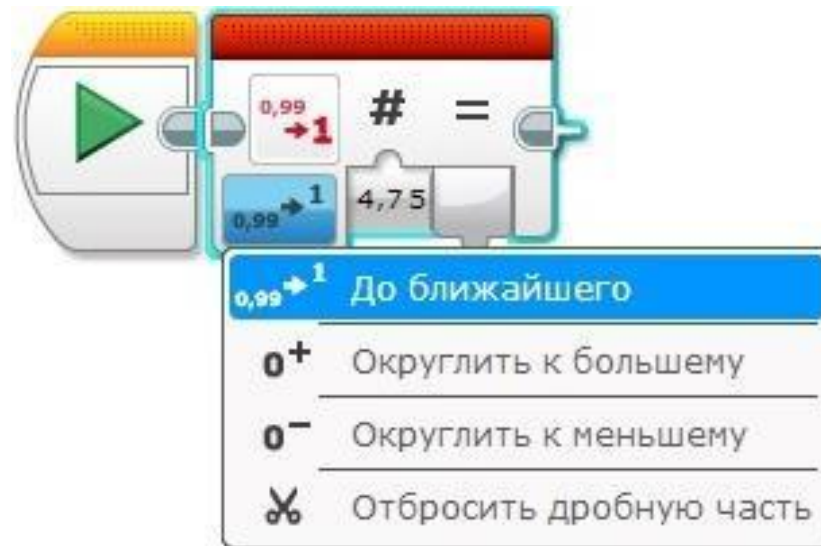 0,99 → 1 # =
0,99 → 1 4,75
0,99 → 1 До ближайшего
0+ Округлить к большему
0− Округлить к меньшему
Отбросить дробную часть